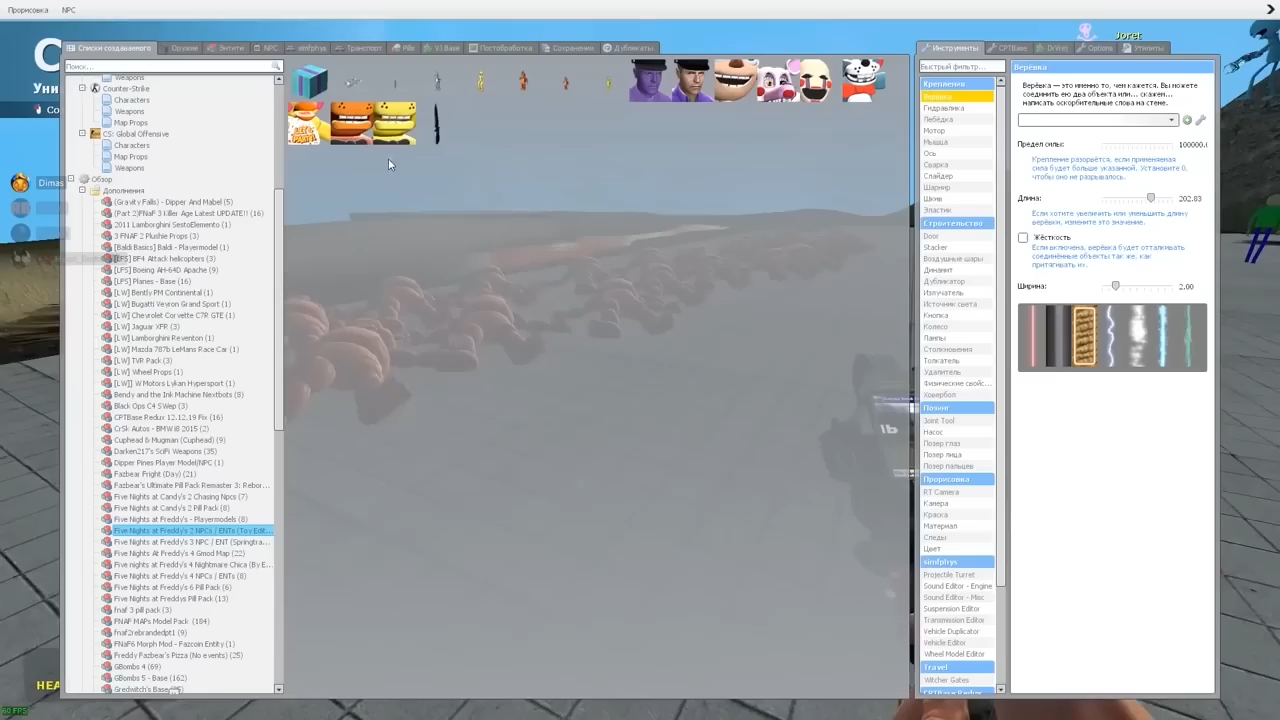 Прорисовка NPC
Joret
Списки создаваемого Оружие Энтити NPC simfphys Транспорт Pills VJ Base Постобработка Сохранения Дубликаты
Инструменты CPTBase DrVrej Options Утилиты
Поиск...
Weapons
Counter-Strike
Characters
Weapons
Map Props
CS: Global Offensive
Characters
Map Props
Weapons
Обзор
Дополнения
(Gravity Falls) - Dipper And Mabel (5)
(Part 2)FNaF 3 Killer Age Latest UPDATE!! (16)
2011 Lamborghini SestoElemento (1)
3 FNAF 2 Plushie Props (3)
[Baldi Basics] Baldi - Playermodel (1)
[LFS] BF4 Attack helicopters (3)
[LFS] Boeing AH-64D Apache (9)
[LFS] Planes - Base (16)
[LW] Bently PM Continental (1)
[LW] Bugatti Veyron Grand Sport (1)
[LW] Chevrolet Corvette C7R GTE (1)
[LW] Jaguar XFR (3)
[LW] Lamborghini Reventon (1)
[LW] Mazda 787b LeMans Race Car (1)
[LW] TVR Pack (3)
[LW] Wheel Props (1)
[LW]] W Motors Lykan Hypersport (1)
Bendy and the Ink Machine Nextbots (8)
Black Ops C4 SWep (3)
CPTBase Redux 12.12.19 Fix (16)
CrSk Autos - BMW i8 2015 (2)
Cuphead & Mugman (Cuphead) (9)
Darken217's SciFi Weapons (35)
Dipper Pines Player Model/NPC (1)
Fazbear Fright (Day) (21)
Fazbear's Ultimate Pill Pack Remaster 3: Rebor...
Five Nights at Candy's 2 Chasing Npcs (7)
Five Nights at Candy's 2 Pill Pack (8)
Five Nights at Freddy's - Playermodels (8)
Five Nights at Freddy's 2 NPCs / ENTs (Toy Edit...
Five Nights at Freddy's 3 NPC / ENT (Springtra...
Five Nights At Freddy's 4 Gmod Map (22)
Five nights at Freddy's 4 Nightmare Chica (By E...
Five Nights at Freddy's 4 NPCs / ENTs (8)
Five Nights at Freddy's 6 Pill Pack (6)
Five Nights at Freddys Pill Pack (13)
fnaf 3 pill pack (3)
FNAF MAPs Model Pack (184)
fnaf2rebrandedpt1 (9)
FNaF6 Morph Mod - Fazcoin Entity (1)
Freddy Fazbear's Pizza (No events) (25)
GBombs 4 (69)
GBombs 5 - Base (162)
Gredwitch's Base
Dimas
HEA
60 FPS
Быстрый фильтр...
Крепления
Верёвка
Гидравлика
Лебёдка
Мотор
Мышца
Ось
Сварка
Слайдер
Шарнир
Шкив
Эластик
Строительство
Door
Stacker
Воздушные шары
Динамит
Дубликатор
Излучатель
Источник света
Кнопка
Колесо
Лампы
Столкновения
Толкатель
Удалитель
Физические свойс...
Ховербол
Позинг
Joint Tool
Насос
Позер глаз
Позер лица
Позер пальцев
Прорисовка
RT Camera
Камера
Краска
Материал
Следы
Цвет
simfphys
Projectile Turret
Sound Editor - Engine
Sound Editor - Misc
Suspension Editor
Transmission Editor
Vehicle Duplicator
Vehicle Editor
Wheel Model Editor
Travel
Witcher Gates
CPTBase Redux
Верёвка
Верёвка — это именно то, чем кажется. Вы можете
соединить ею два объекта или... скажем...
написать оскорбительные слова на стене.
Предел силы: 100000.(
Крепление разорвётся, если применяемая
сила будет больше указанной. Установите 0,
чтобы оно не разрывалось.
Длина: 202.83
Если хотите увеличить или уменьшить длину
верёвки, измените это значение.
Жёсткость
Если включена, верёвка будет отталкивать
соединённые объекты так же, как
притягивать их.
Ширина: 2.00